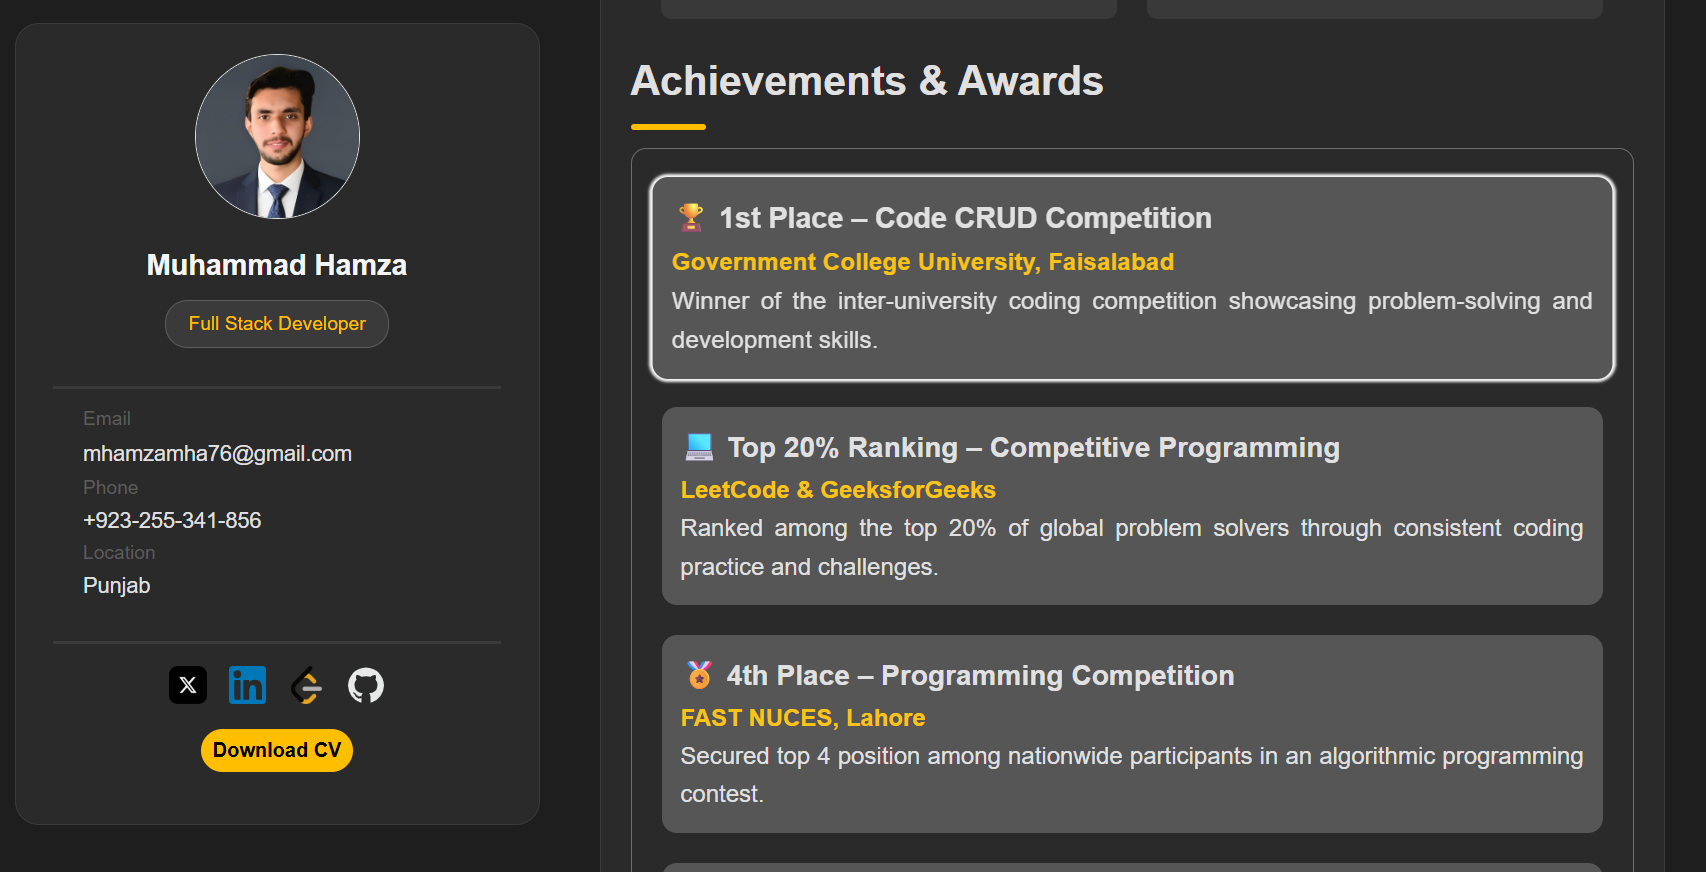 Muhammad Hamza
Full Stack Developer
Email
mhamzamha76@gmail.com
Phone
+923-255-341-856
Location
Punjab
X
in
Download CV
Achievements & Awards
1st Place – Code CRUD Competition
Government College University, Faisalabad
Winner of the inter-university coding competition showcasing problem-solving and
development skills.
Top 20% Ranking – Competitive Programming
LeetCode & GeeksforGeeks
Ranked among the top 20% of global problem solvers through consistent coding
practice and challenges.
4th Place – Programming Competition
FAST NUCES, Lahore
Secured top 4 position among nationwide participants in an algorithmic programming
contest.